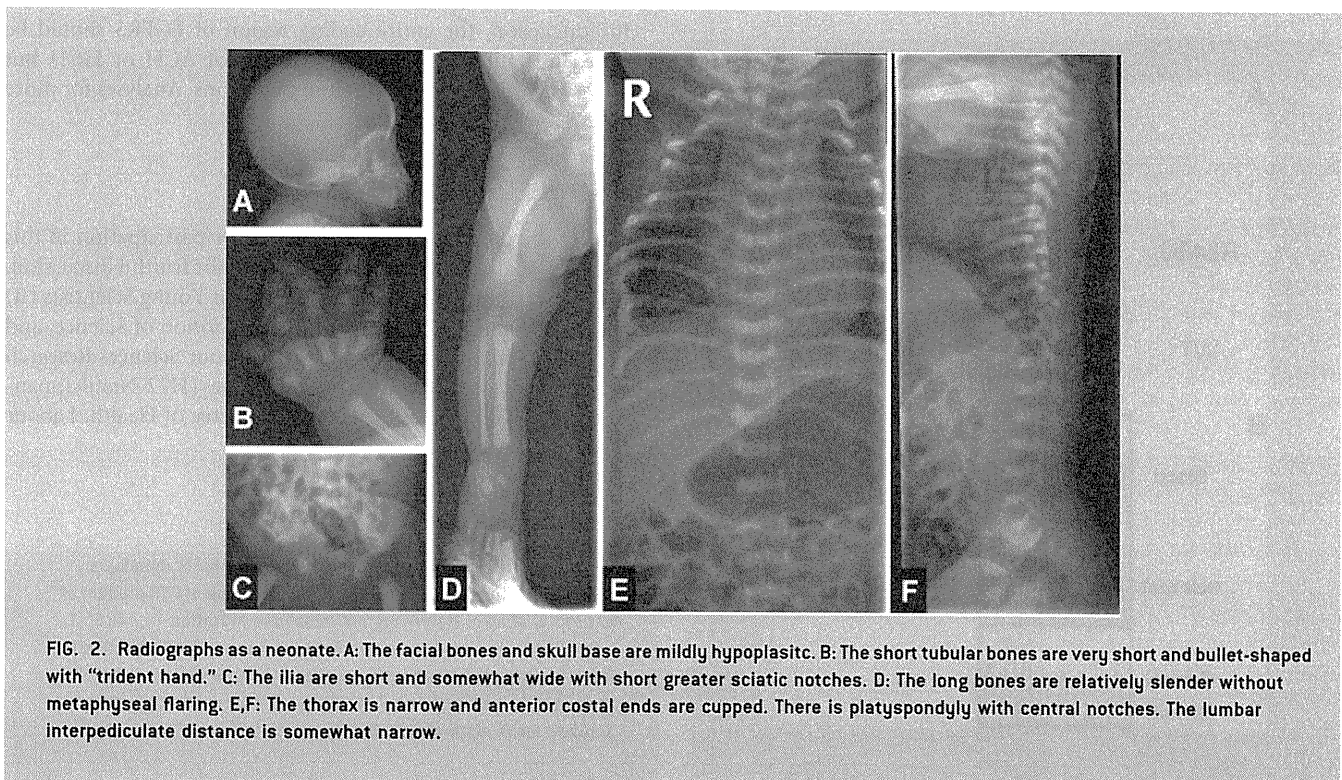 A
B
C
D
R
E
F
FIG. 2. Radiographs as a neonate. A: The facial bones and skull base are mildly hypoplasitc. B: The short tubular bones are very short and bullet-shaped
with “trident hand.” C: The ilia are short and somewhat wide with short greater sciatic notches. D: The long bones are relatively slender without
metaphyseal flaring. E,F: The thorax is narrow and anterior costal ends are cupped. There is platyspondyly with central notches. The lumbar
interpediculate distance is somewhat narrow.